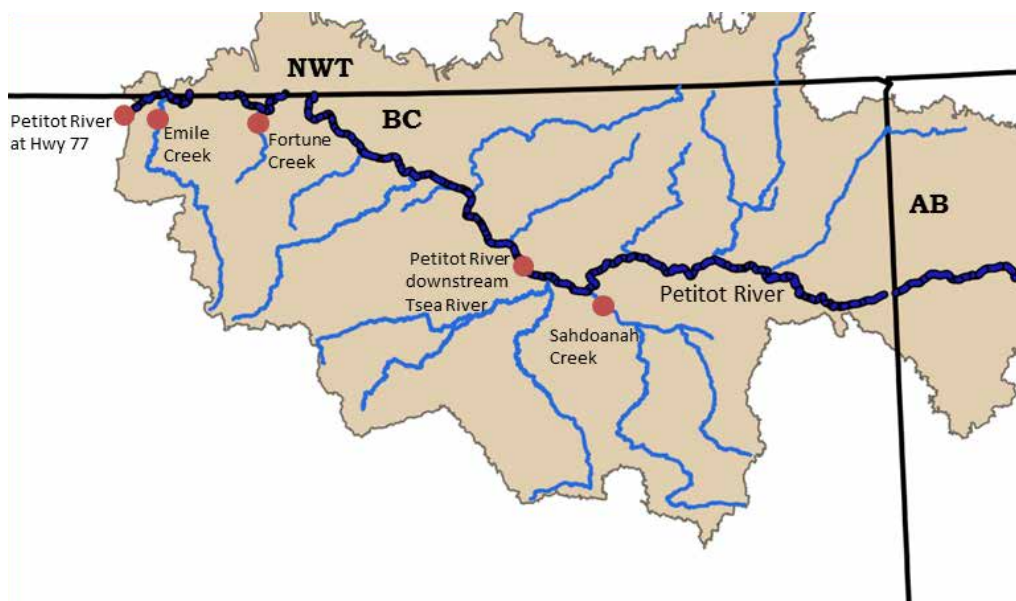 NWT
BC
Petitot River
at Hwy 77
Emile
Creek
Fortune
Creek
AB
Petitot River
downstream
Tsea River
Petitot River
Sahdoanah
Creek